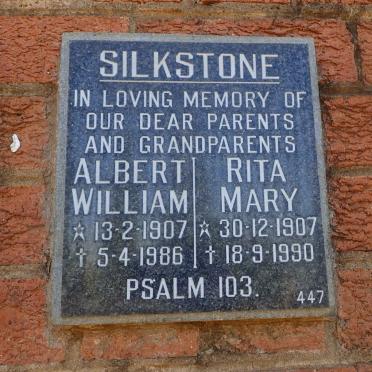 SILKSTONE
IN LOVING MEMORY OF
OUR DEAR PARENTS
AND GRANDPARENTS
ALBERT
WILLIAM
☆ 13-2-1907
† 5-4-1986
RITA
MARY
☆ 30-12-1907
† 18-9-1990
PSALM 103.
447